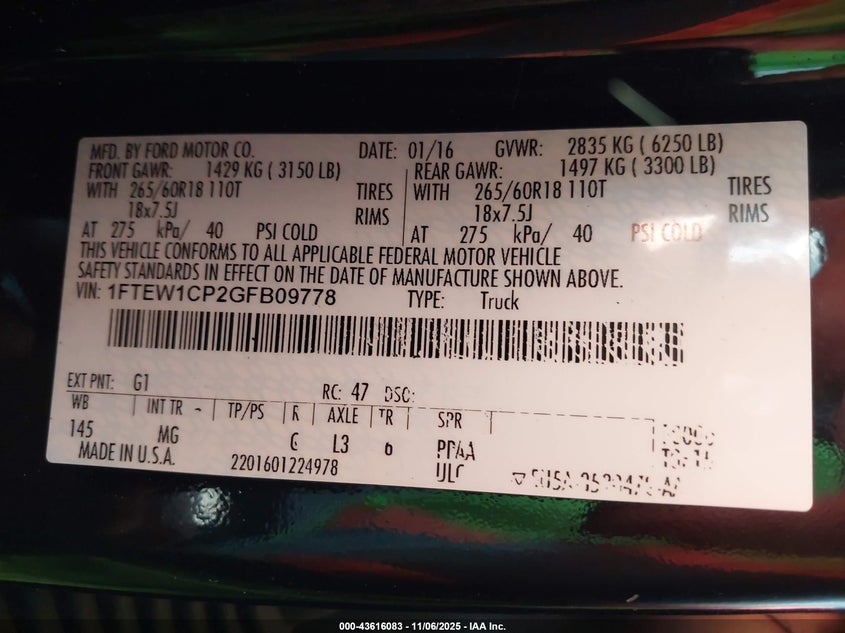 MFD. BY FORD MOTOR CO. DATE: 01/16 GVWR: 2835 KG ( 6250 LB)
FRONT GAWR: 1429 KG ( 3150 LB) REAR GAWR: 1497 KG ( 3300 LB)
WITH 265/60R18 110T TIRES WITH 265/60R18 110T TIRES
18x7.5J RIMS 18x7.5J RIMS
AT 275 kPa/ 40 PSI COLD AT 275 kPa/ 40 PSI COLD
THIS VEHICLE CONFORMS TO ALL APPLICABLE FEDERAL MOTOR VEHICLE
SAFETY STANDARDS IN EFFECT ON THE DATE OF MANUFACTURE SHOWN ABOVE.
VIN: 1FTEW1CP2GFB09778 TYPE: Truck
EXT PNT: G1 RC: 47 DSO:
WB INT TR TP/PS R AXLE TR SPR
145 MG L3 6
MADE IN U.S.A. 2201601224978
000-43616083 - 11/06/2025 - IAA Inc.